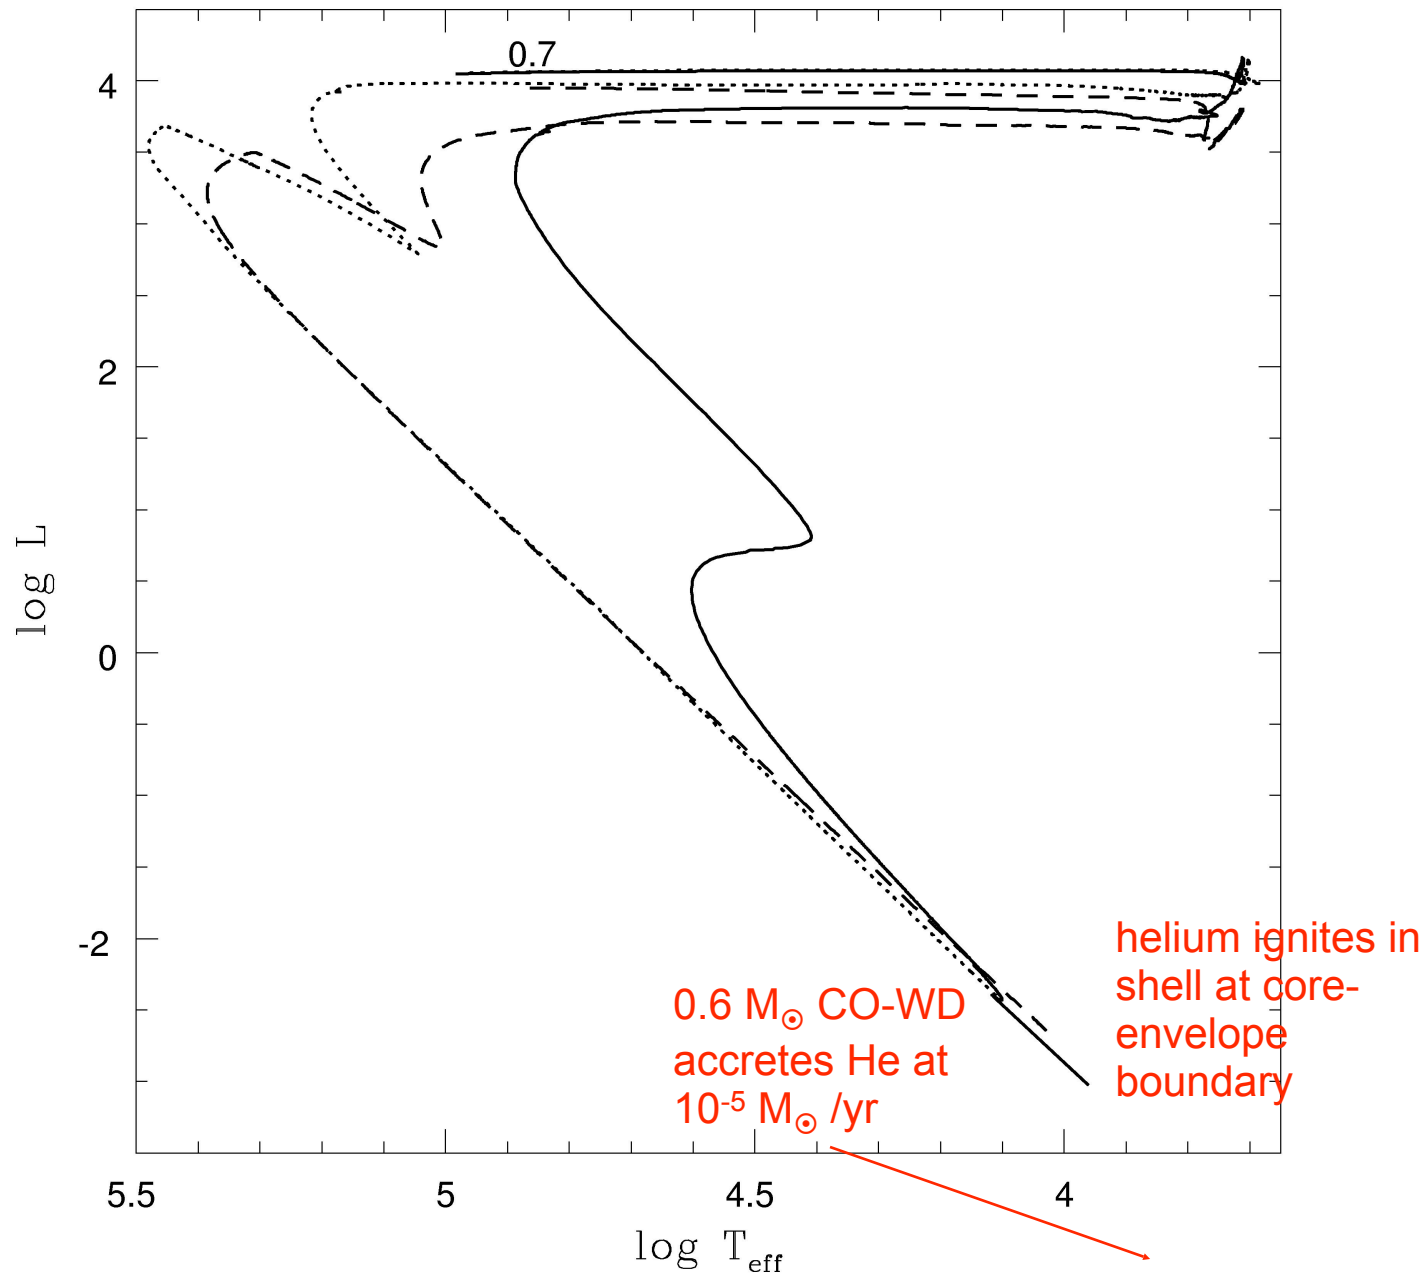 0.7
4
2
0
-2
log L
helium ignites in
shell at core-
envelope
boundary
0.6 M☉ CO-WD
accretes He at
10⁻⁵ M☉ /yr
5.5 5 4.5 4
log T_eff